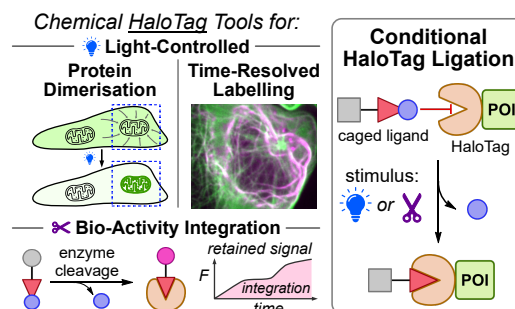 Chemical HaloTag Tools for:
Light-Controlled
Protein
Dimerisation
Time-Resolved
Labelling
Bio-Activity Integration
enzyme
cleavage
retained signal
F
integration
time
Conditional
HaloTag Ligation
POI
caged ligand
HaloTag
stimulus:
or
POI